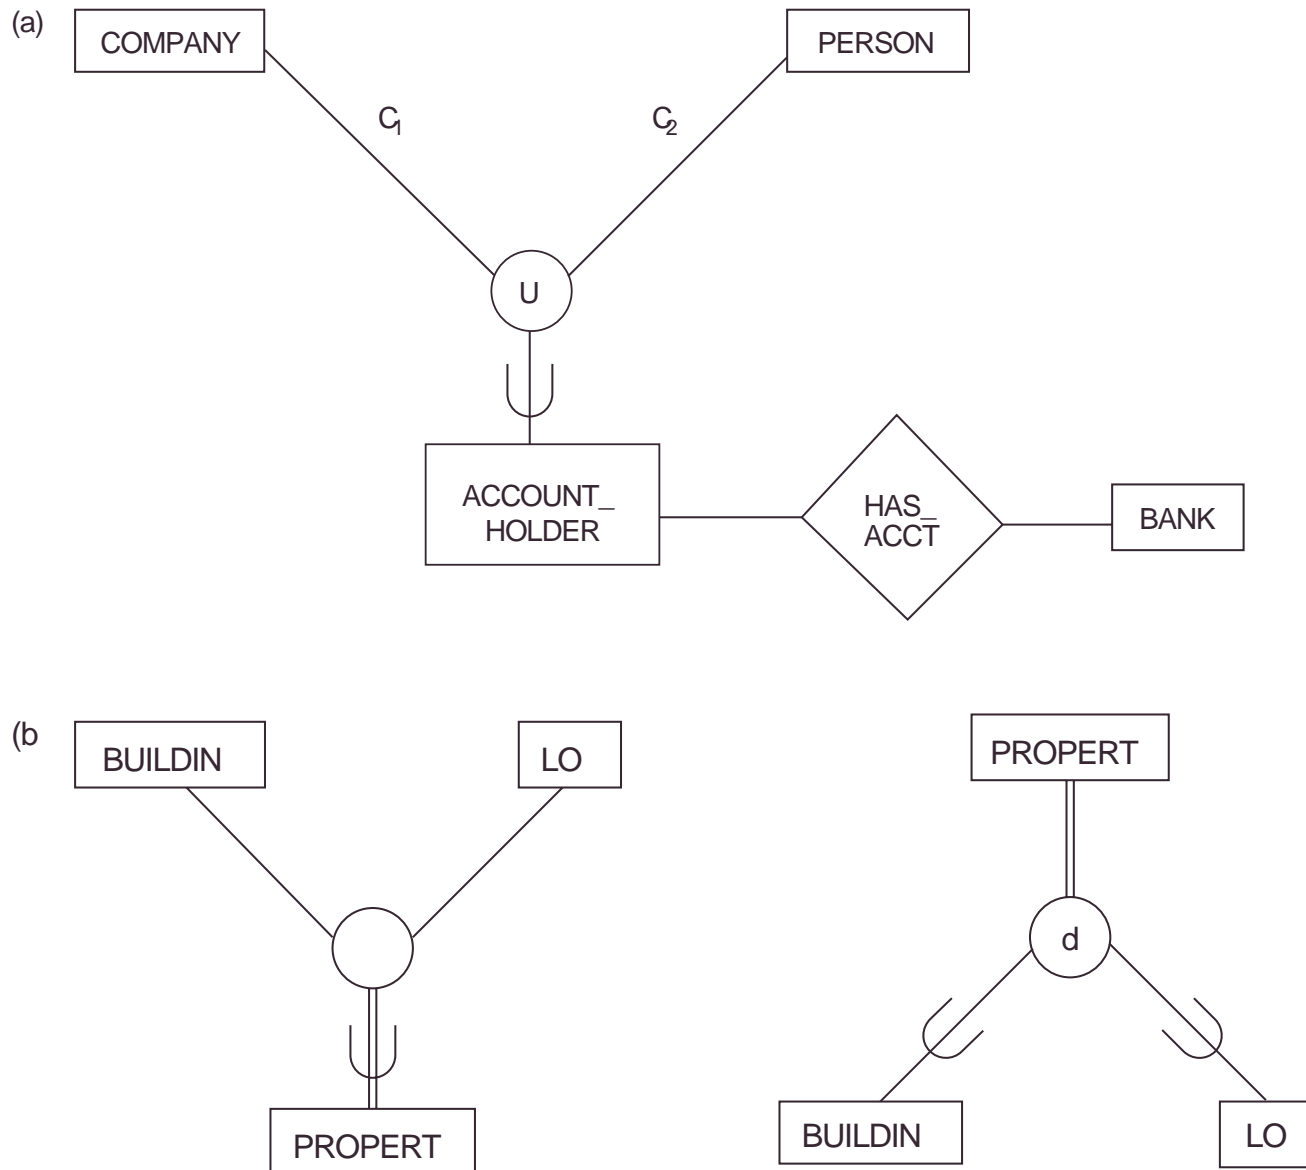 (a)
COMPANY
PERSON
C1
C2
U
ACCOUNT_
HOLDER
HAS_
ACCT
BANK
(b
BUILDIN
LO
PROPERT
PROPERT
d
BUILDIN
LO